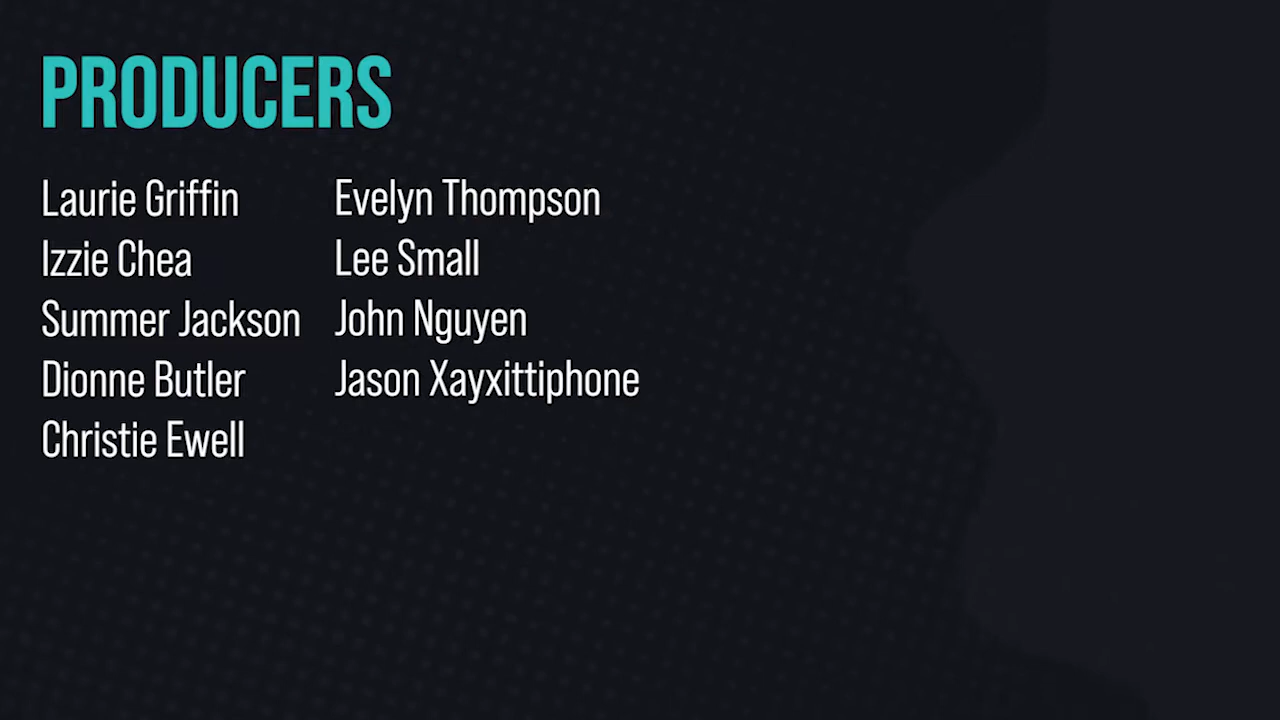 PRODUCERS
Laurie Griffin
Izzie Chea
Summer Jackson
Dionne Butler
Christie Ewell
Evelyn Thompson
Lee Small
John Nguyen
Jason Xayxittiphone